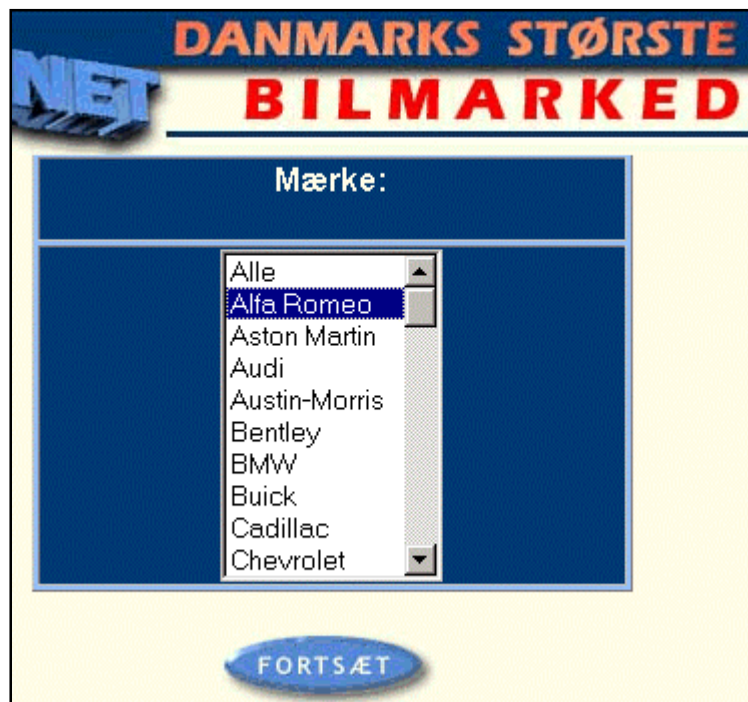 DANMARKS STØRSTE
NET
BILMARKED
Mærke:
Alle
Alfa Romeo
Aston Martin
Audi
Austin-Morris
Bentley
BMW
Buick
Cadillac
Chevrolet
FORTSÆT